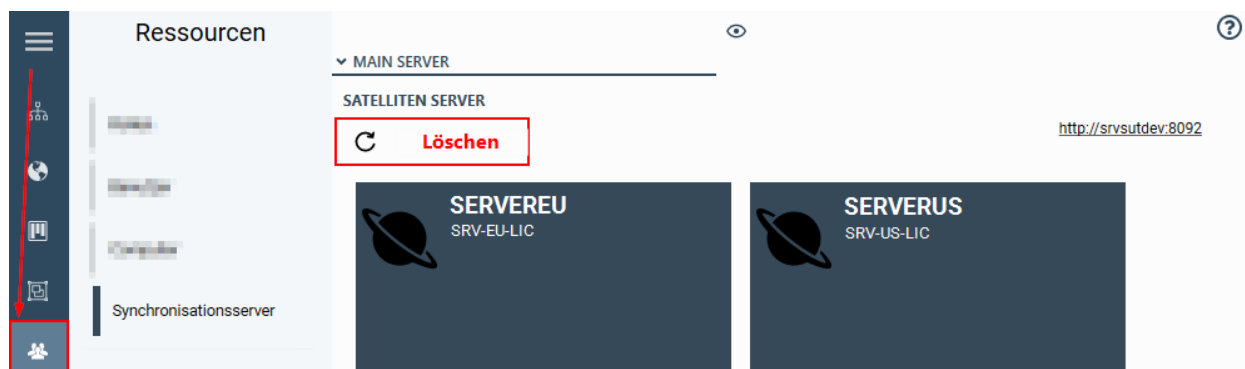 Ressourcen
MAIN SERVER
SATELLITEN SERVER
Löschen
http://srvsutdev:8092
SERVEREU
SRV-EU-LIC
SERVERUS
SRV-US-LIC
Synchronisationsserver